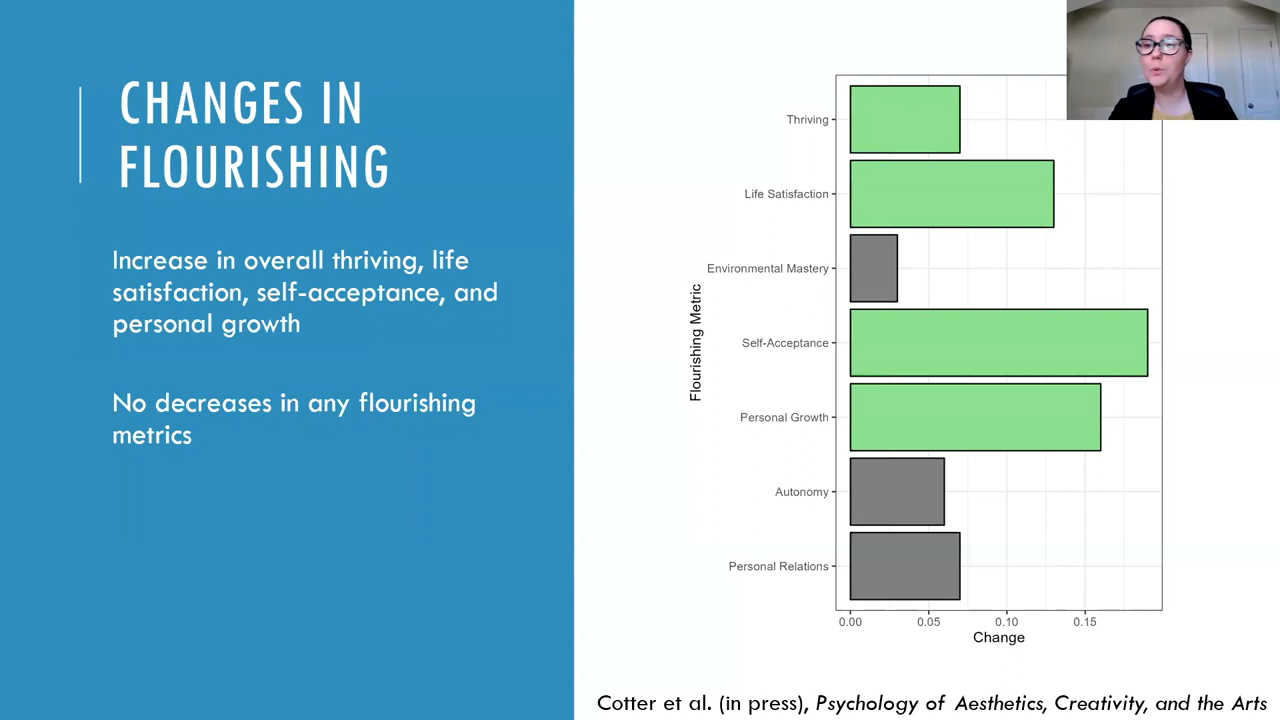 CHANGES IN
FLOURISHING
Increase in overall thriving, life
satisfaction, self-acceptance, and
personal growth
No decreases in any flourishing
metrics
Flourishing Metric
Thriving
Life Satisfaction
Environmental Mastery
Self-Acceptance
Personal Growth
Autonomy
Personal Relations
0.00 0.05 0.10 0.15
Change
Cotter et al. (in press), Psychology of Aesthetics, Creativity, and the Arts